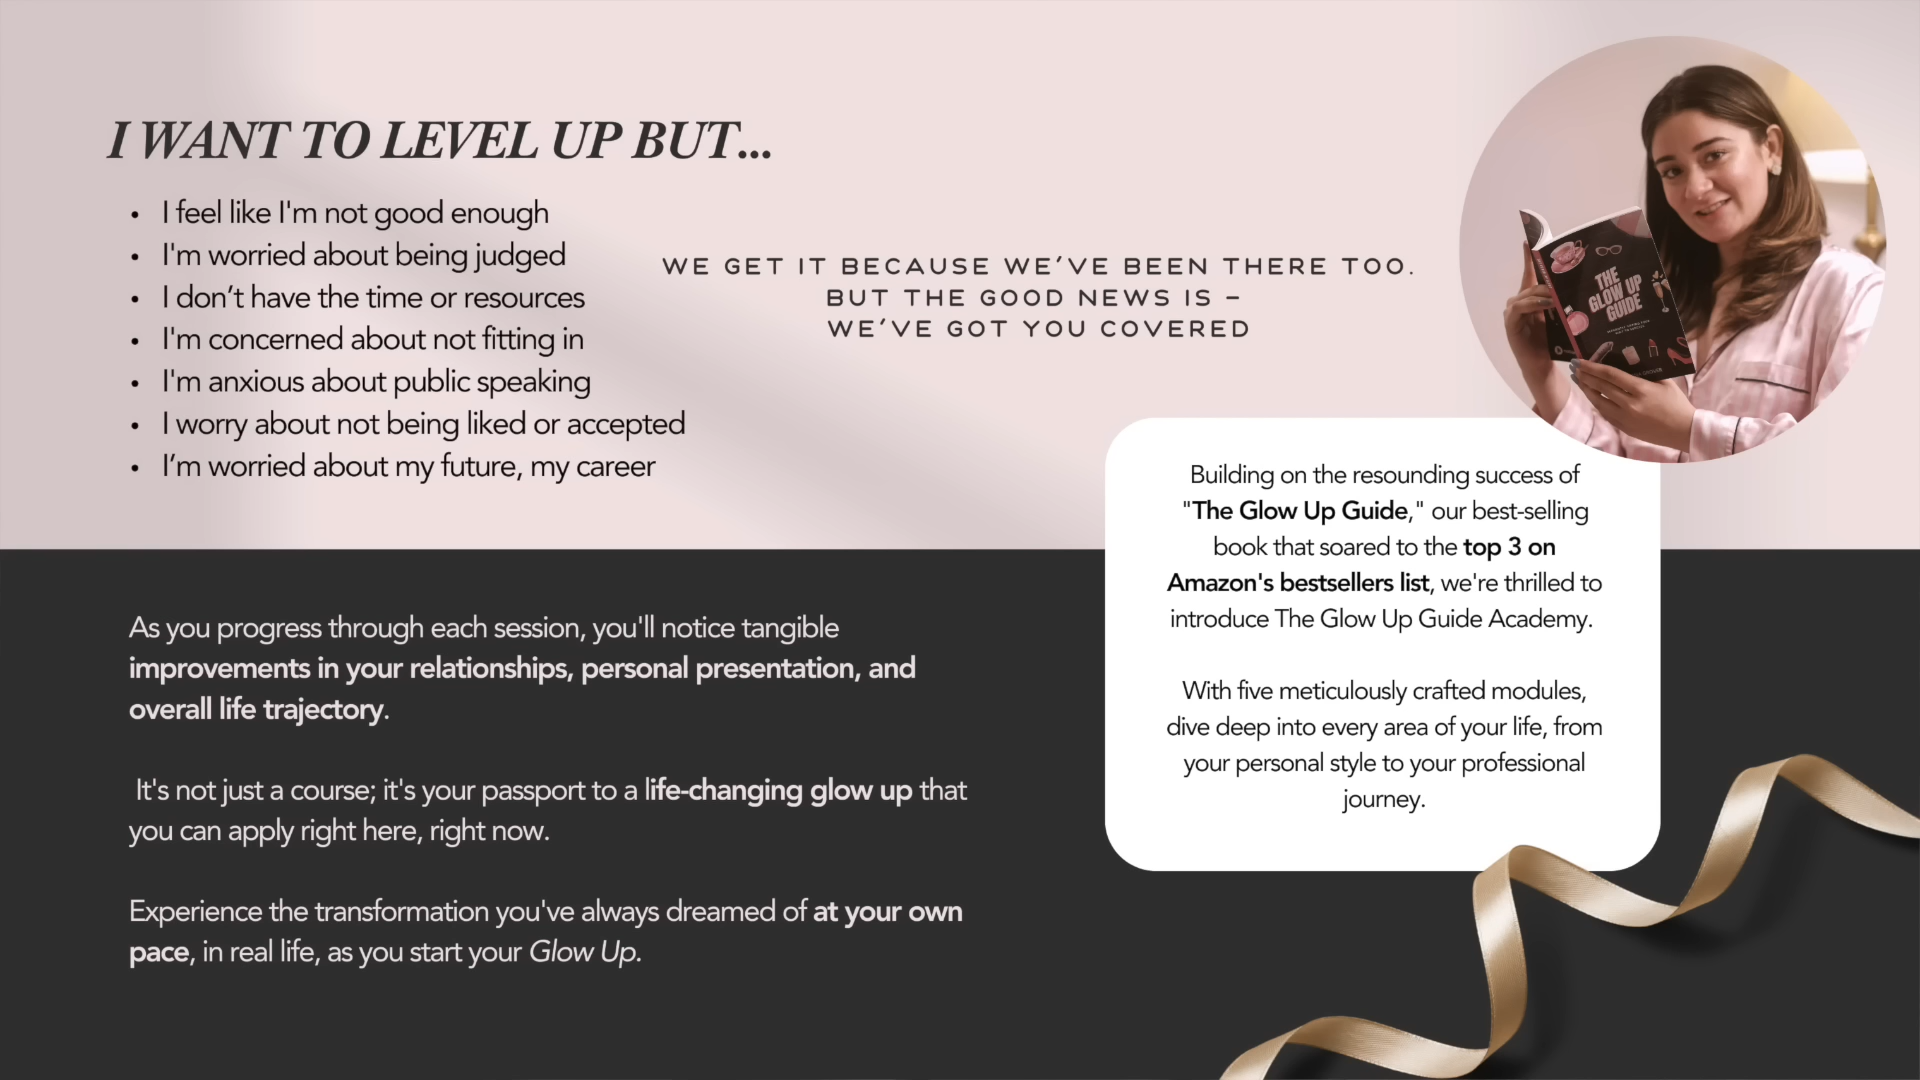 I WANT TO LEVEL UP BUT...
• I feel like I'm not good enough
• I'm worried about being judged
• I don’t have the time or resources
• I'm concerned about not fitting in
• I'm anxious about public speaking
• I worry about not being liked or accepted
• I’m worried about my future, my career
WE GET IT BECAUSE WE’VE BEEN THERE TOO.
BUT THE GOOD NEWS IS –
WE’VE GOT YOU COVERED
THE
GLOW UP
GUIDE
Building on the resounding success of
"The Glow Up Guide," our best-selling
book that soared to the top 3 on
Amazon's bestsellers list, we're thrilled to
introduce The Glow Up Guide Academy.
With five meticulously crafted modules,
dive deep into every area of your life, from
your personal style to your professional
journey.
As you progress through each session, you'll notice tangible
improvements in your relationships, personal presentation, and
overall life trajectory.
It's not just a course; it's your passport to a life-changing glow up that
you can apply right here, right now.
Experience the transformation you've always dreamed of at your own
pace, in real life, as you start your Glow Up.